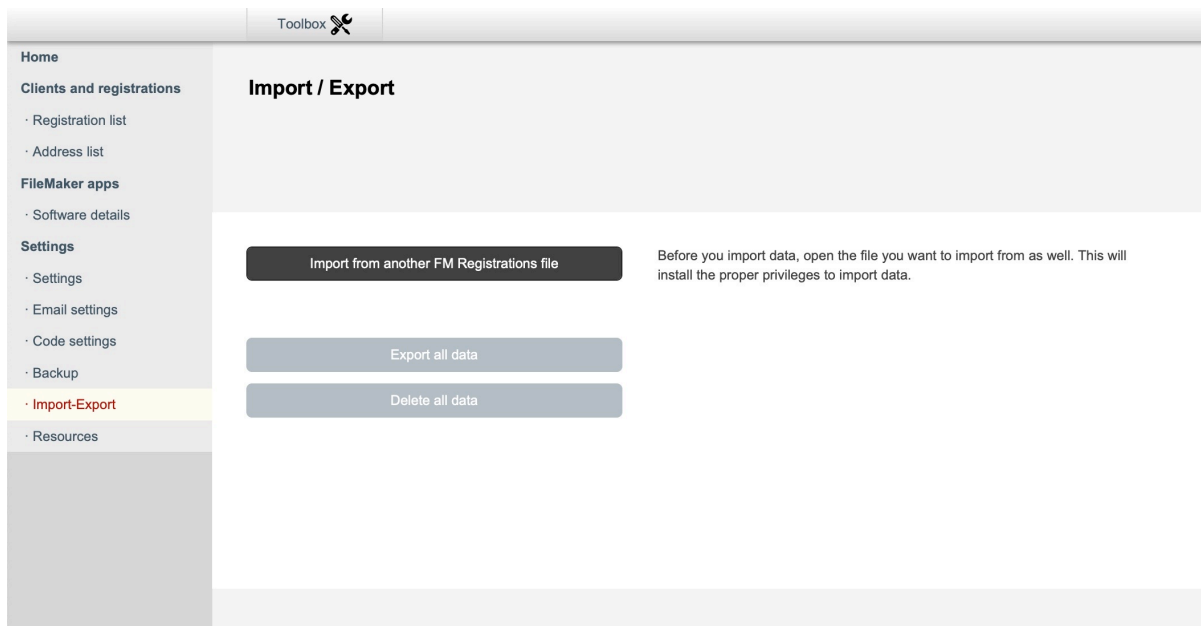 Toolbox
Home
Clients and registrations
· Registration list
· Address list
FileMaker apps
· Software details
Settings
· Settings
· Email settings
· Code settings
· Backup
· Import-Export
· Resources
Import / Export
Import from another FM Registrations file
Before you import data, open the file you want to import from as well. This will
install the proper privileges to import data.
Export all data
Delete all data